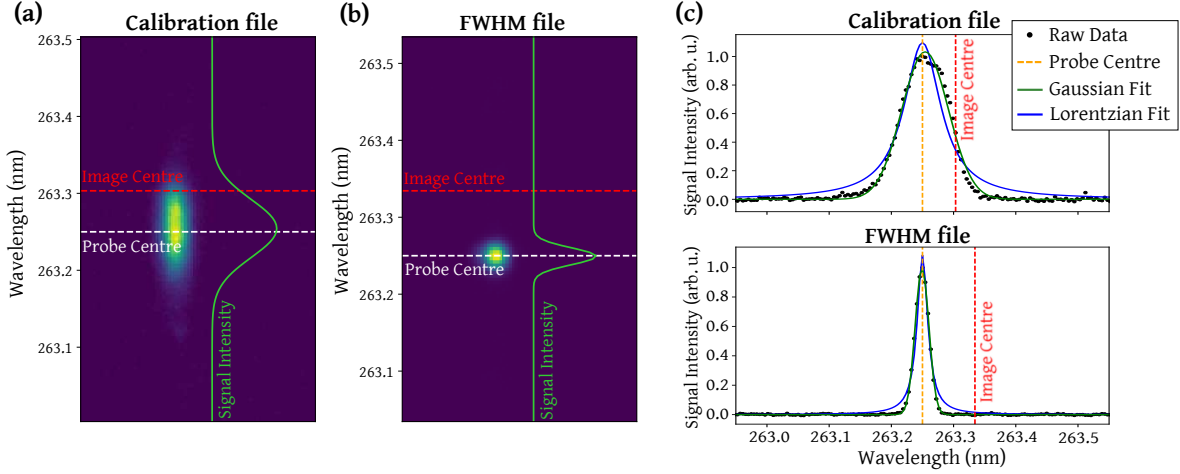 (a)
Calibration file
Wavelength (nm)
263.5
263.4
263.3
263.2
263.1
Image Centre
Probe Centre
Signal Intensity
(b)
FWHM file
Wavelength (nm)
263.5
263.4
263.3
263.2
263.1
Image Centre
Probe Centre
Signal Intensity
(c)
Calibration file
Signal Intensity (arb. u.)
1.0
0.8
0.6
0.4
0.2
0.0
Image Centre
Raw Data
Probe Centre
Gaussian Fit
Lorentzian Fit
FWHM file
Signal Intensity (arb. u.)
1.0
0.8
0.6
0.4
0.2
0.0
Image Centre
263.0 263.1 263.2 263.3 263.4 263.5
Wavelength (nm)